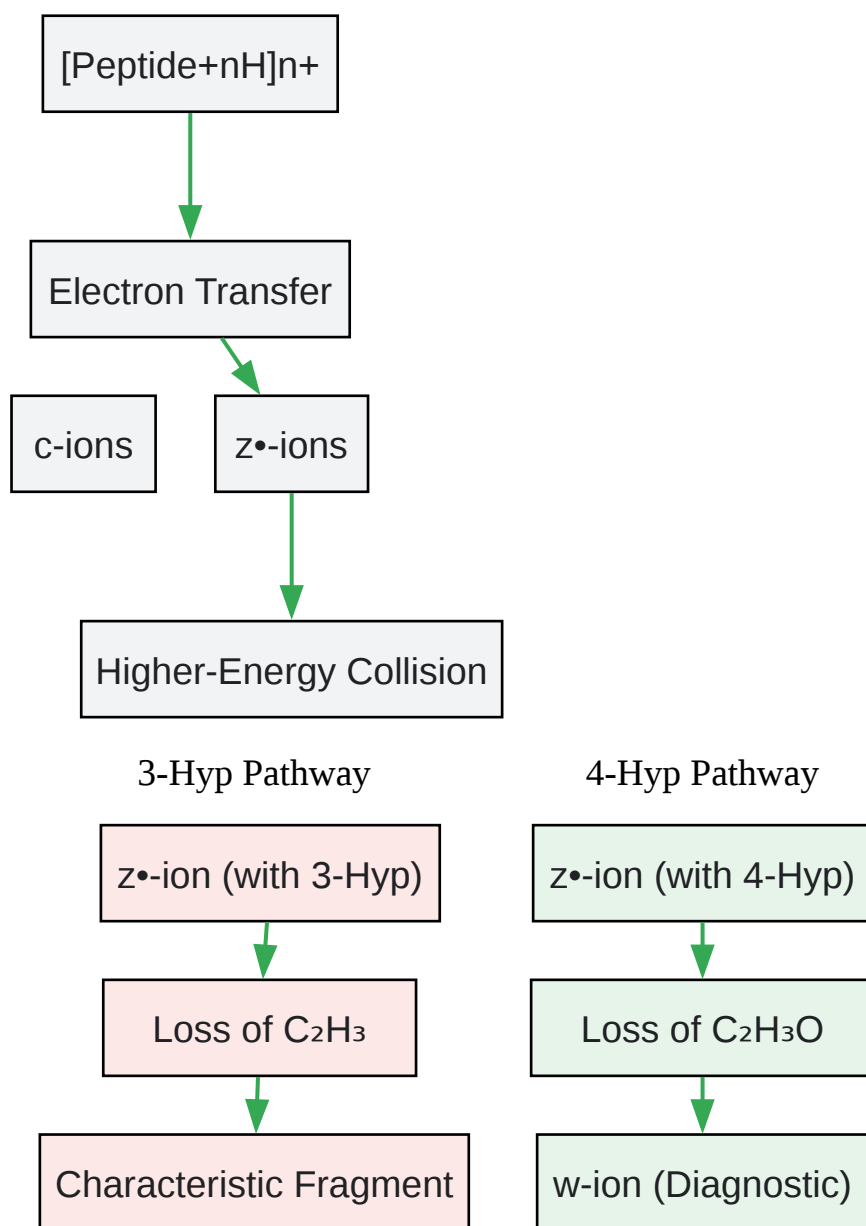 [Peptide+nH]n+
Electron Transfer
c-ions
z•-ions
Higher-Energy Collision
3-Hyp Pathway
4-Hyp Pathway
z•-ion (with 3-Hyp)
z•-ion (with 4-Hyp)
Loss of C₂H₃
Loss of C₂H₃O
Characteristic Fragment
w-ion (Diagnostic)